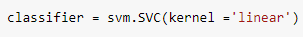 classifier = svm.SVC(kernel ='linear')